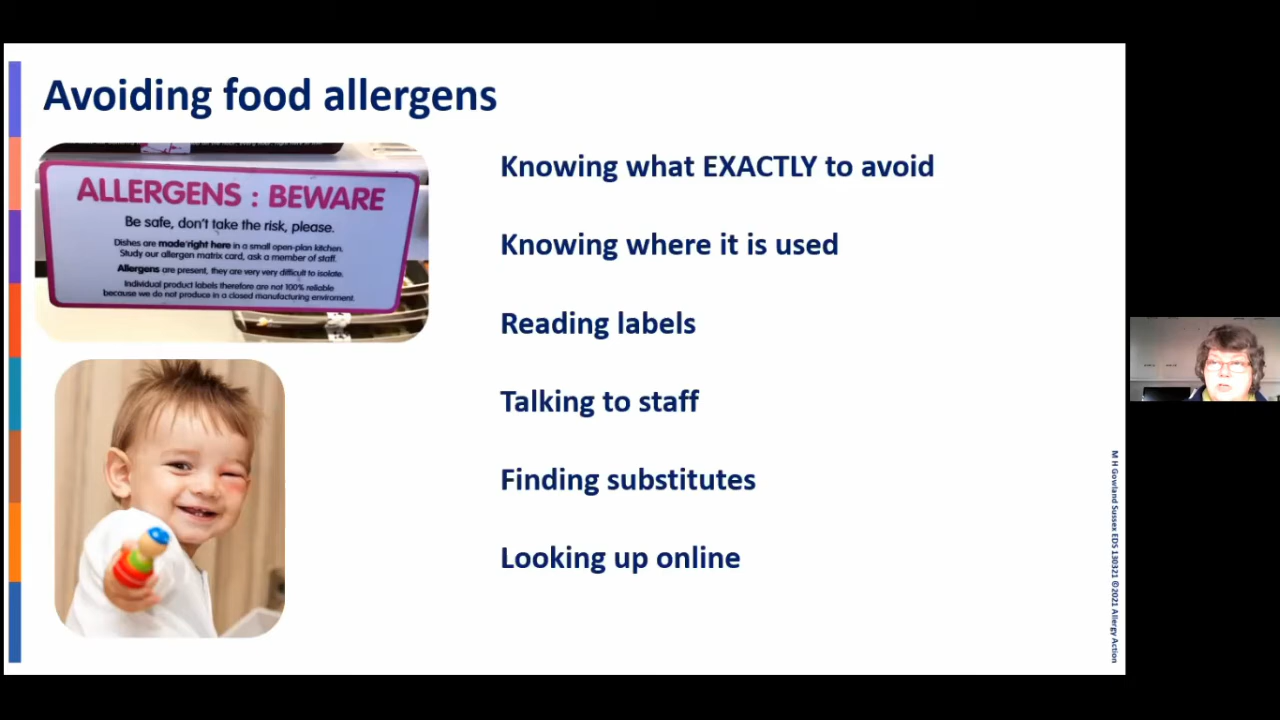 Avoiding food allergens
ALLERGENS : BEWARE
Be safe, don't take the risk, please.
Dishes are made right here in a small open-plan kitchen.
Study our allergen matrix card, ask a member of staff.
Allergens are present, they are very very difficult to isolate.
Individual product labels therefore are not 100% reliable
because we do not produce in a closed manufacturing enviroment.
Knowing what EXACTLY to avoid
Knowing where it is used
Reading labels
Talking to staff
Finding substitutes
Looking up online
M H Gowland Sussex EDS 130321 ©2021 Allergy Action